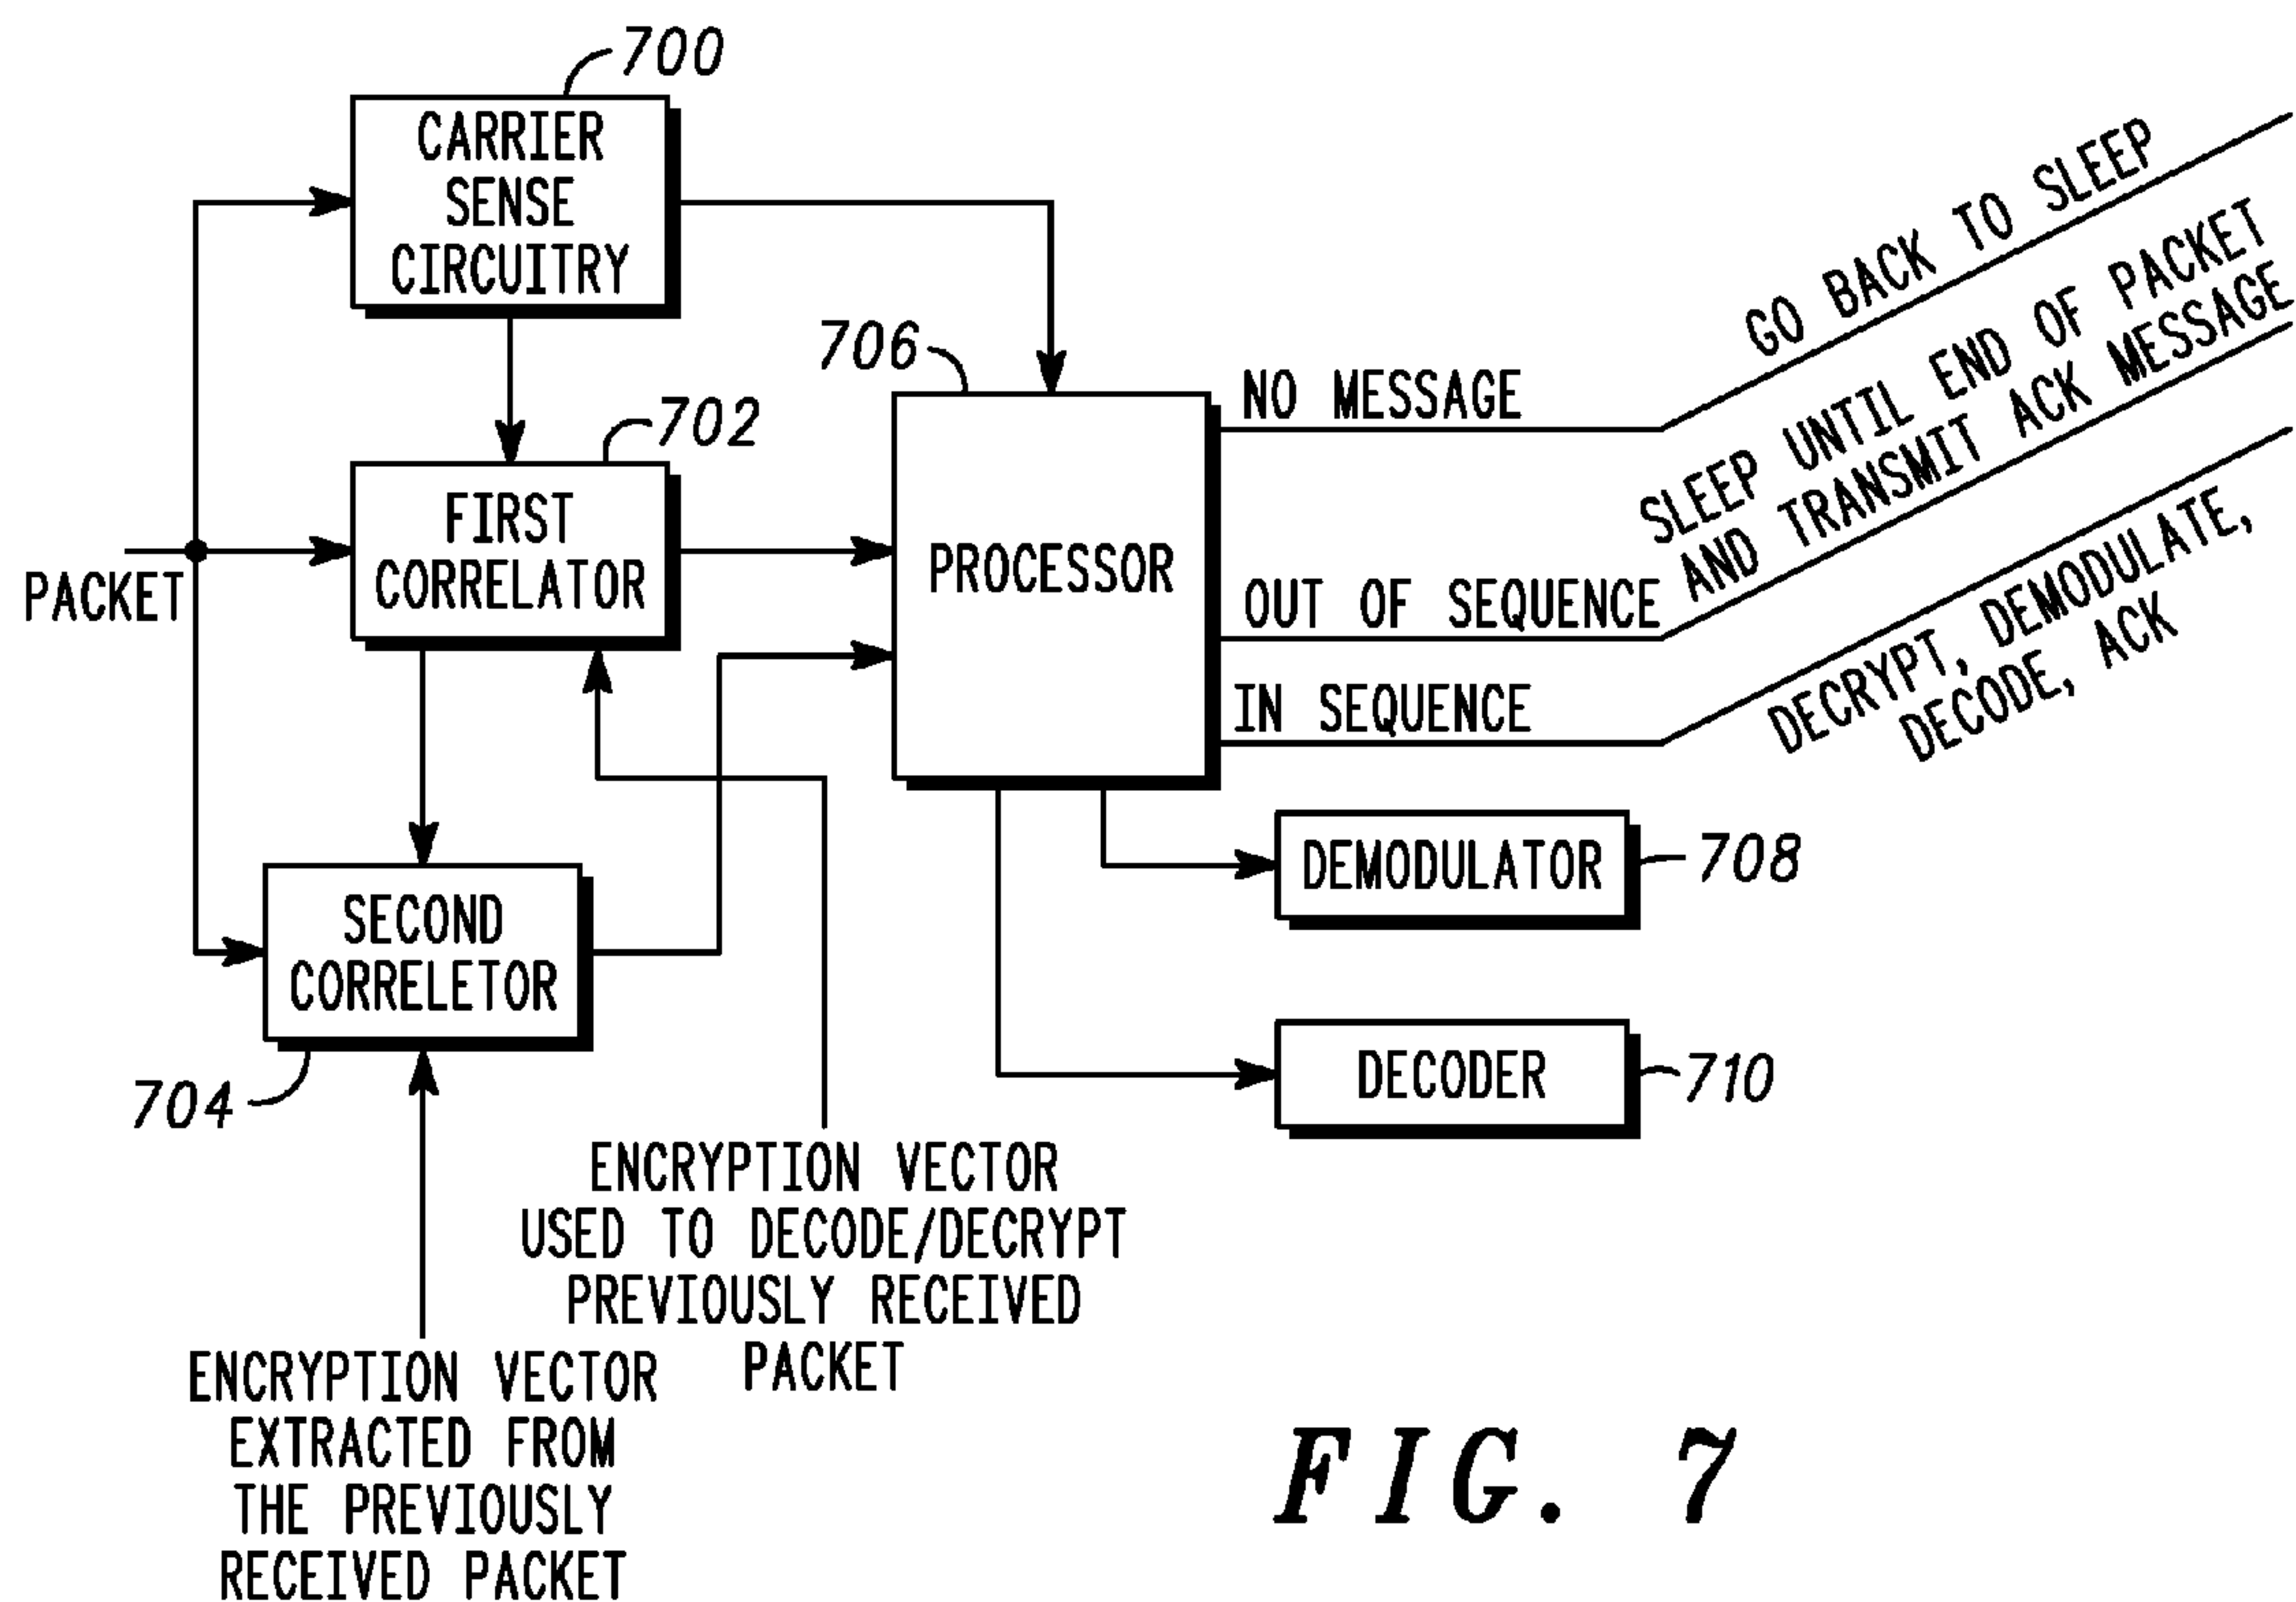 700
CARRIER
SENSE
CIRCUITRY
702
FIRST
CORRELATOR
PACKET
706
PROCESSOR
NO MESSAGE
GO BACK TO SLEEP
OUT OF SEQUENCE
SLEEP UNTIL END OF PACKET
AND TRANSMIT ACK MESSAGE
IN SEQUENCE
DECRYPT, DEMODULATE,
DECODE, ACK
SECOND
CORRELETOR
704
DEMODULATOR
708
DECODER
710
ENCRYPTION VECTOR
USED TO DECODE/DECRYPT
PREVIOUSLY RECEIVED
PACKET
ENCRYPTION VECTOR
EXTRACTED FROM
THE PREVIOUSLY
RECEIVED PACKET
FIG. 7